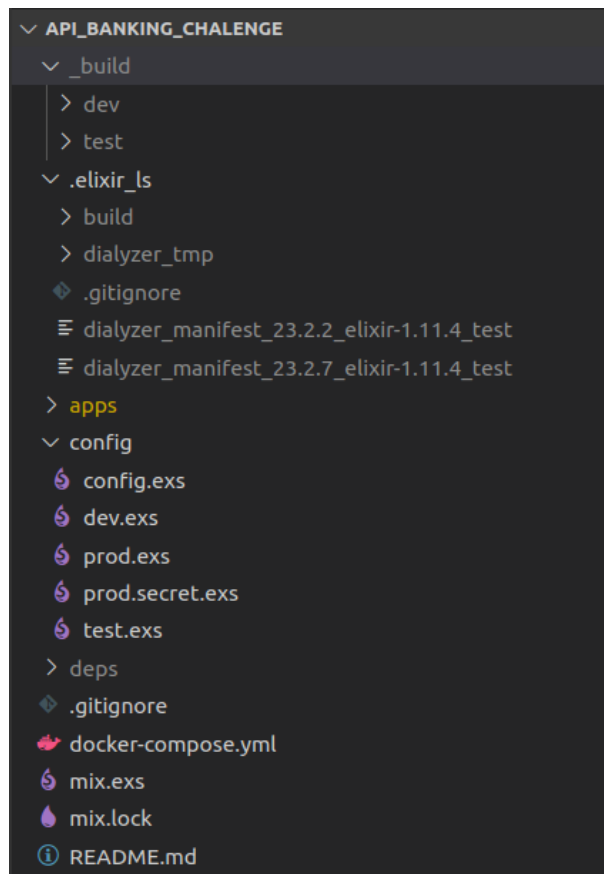 API_BANKING_CHALENGE
_build
dev
test
.elixir_ls
build
dialyzer_tmp
.gitignore
dialyzer_manifest_23.2.2_elixir-1.11.4_test
dialyzer_manifest_23.2.7_elixir-1.11.4_test
apps
config
config.exs
dev.exs
prod.exs
prod.secret.exs
test.exs
deps
.gitignore
docker-compose.yml
mix.exs
mix.lock
README.md